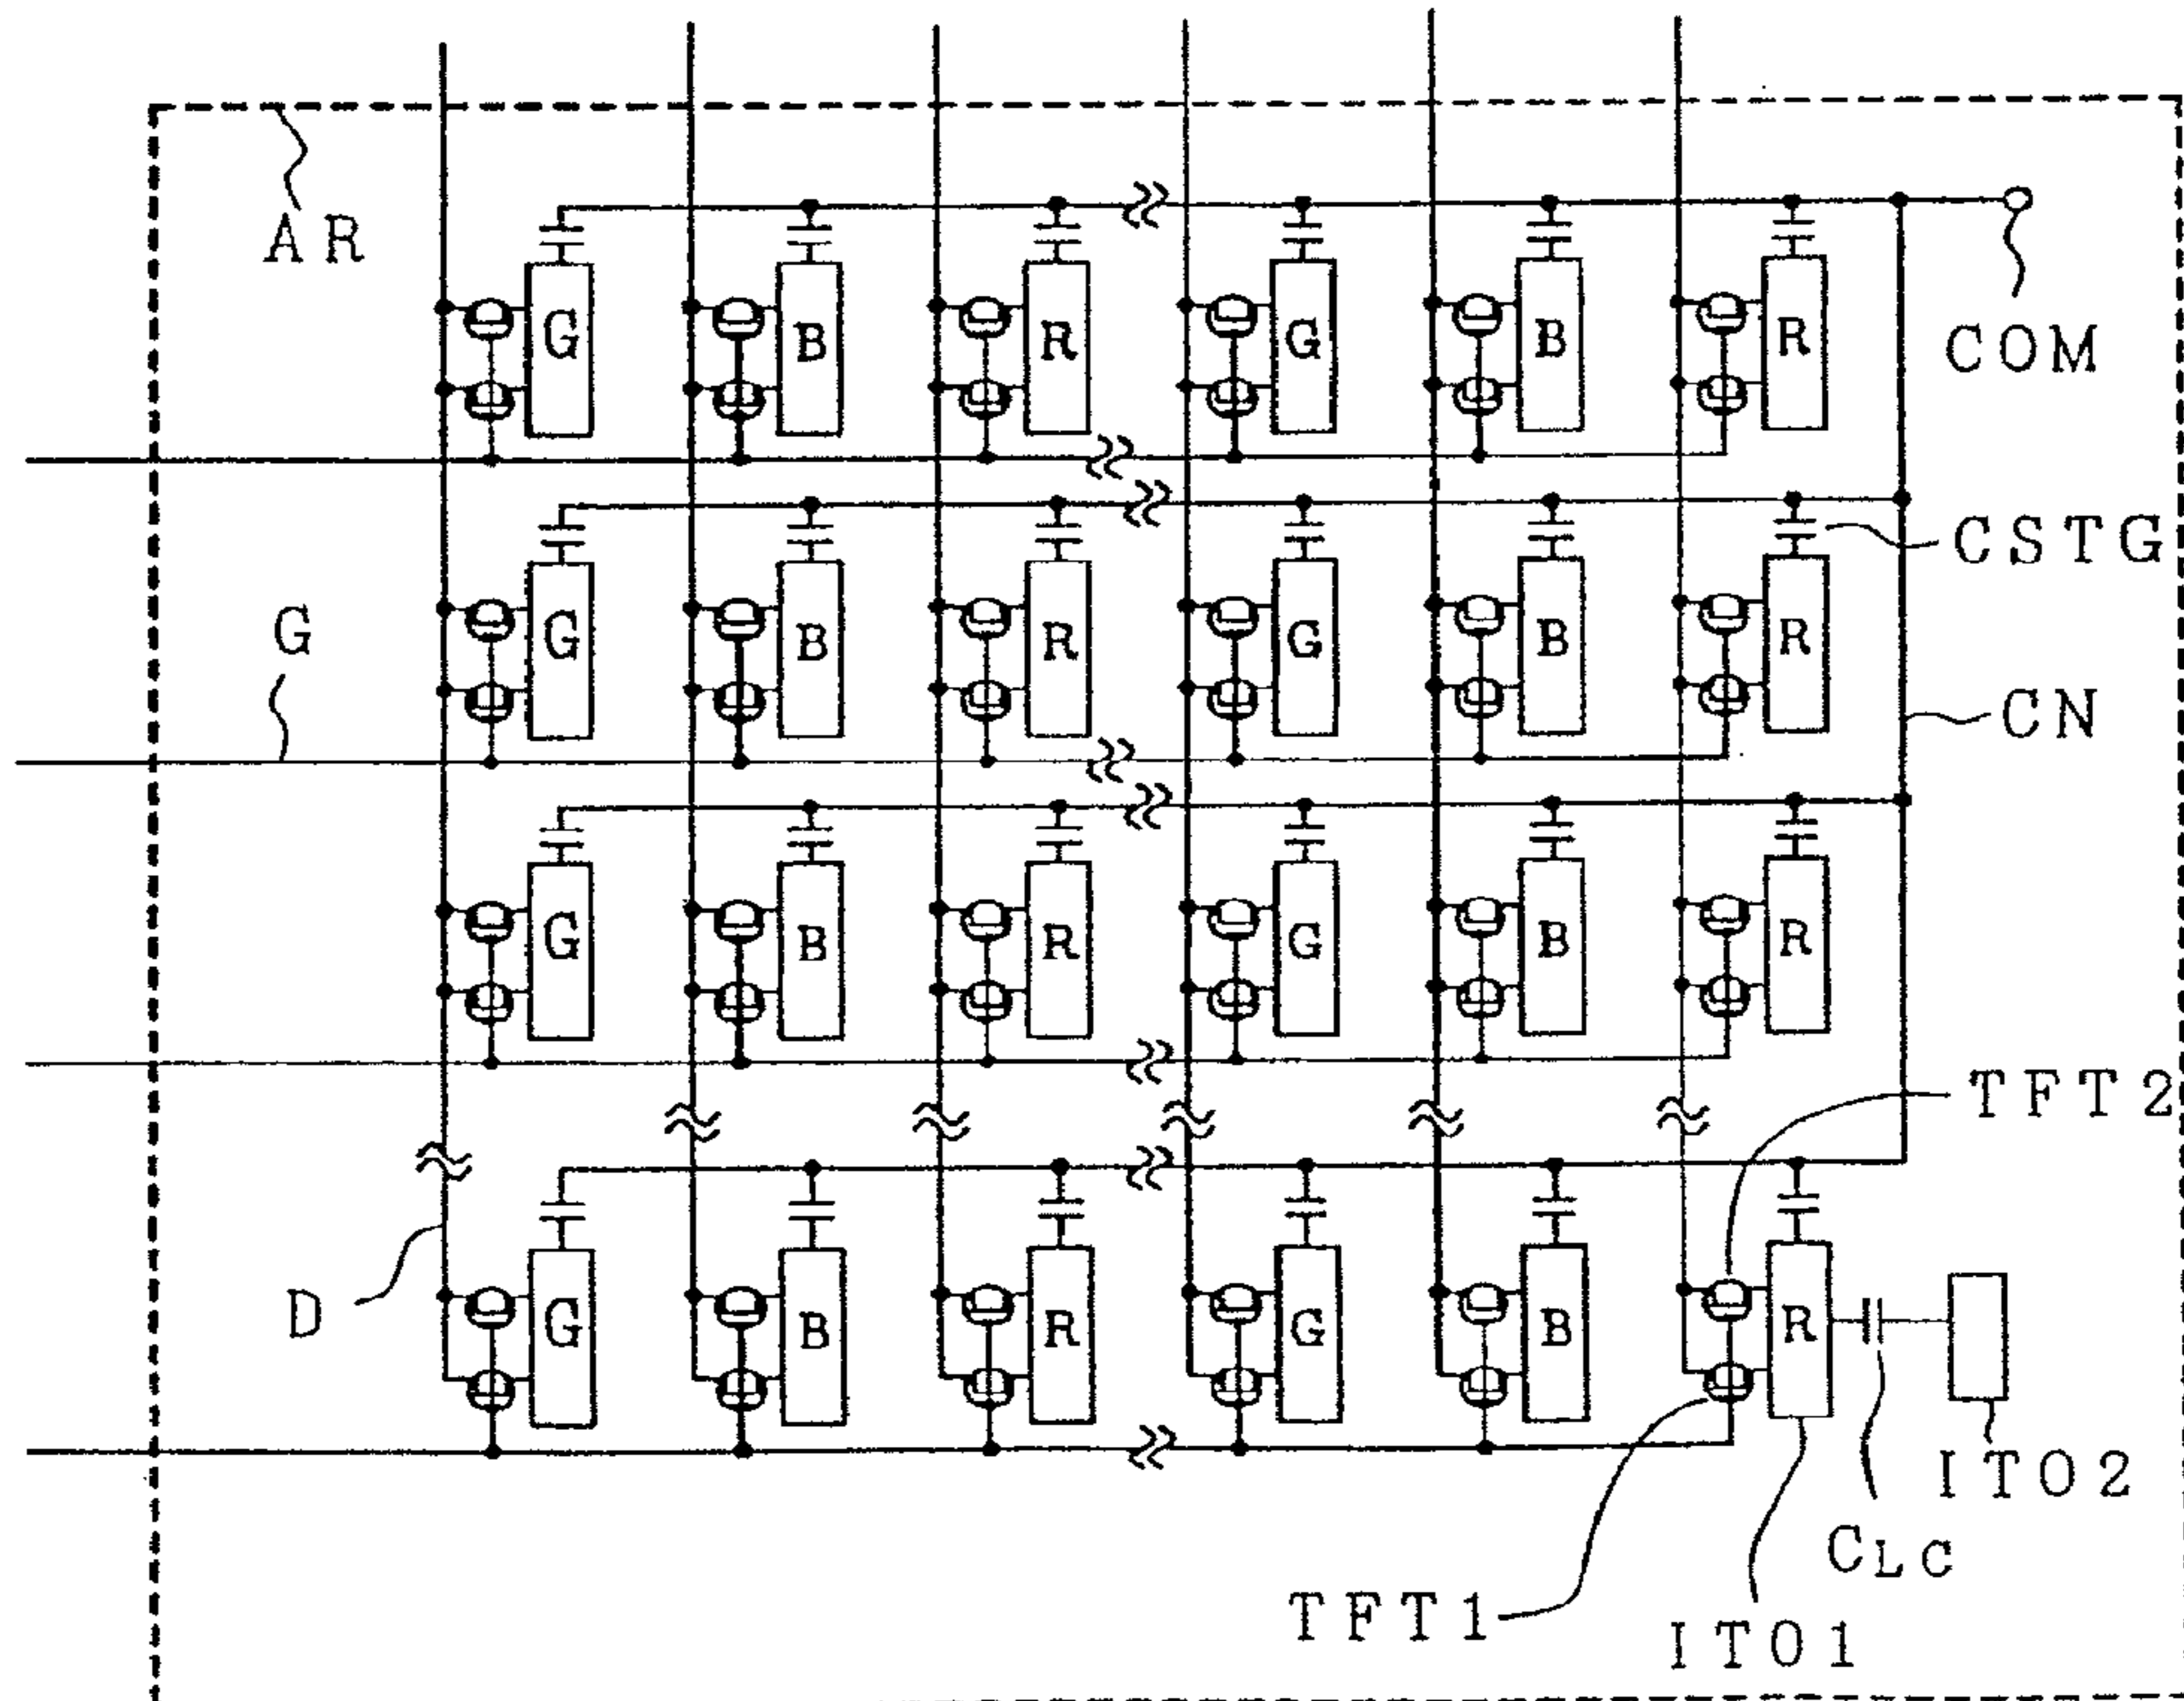 AR
COM
G B R G B R
CSTG
G
G B R G B R
CN
G B R G B R
TFT2
D
G B R G B R
ITO2
CLC
TFT1
ITO1